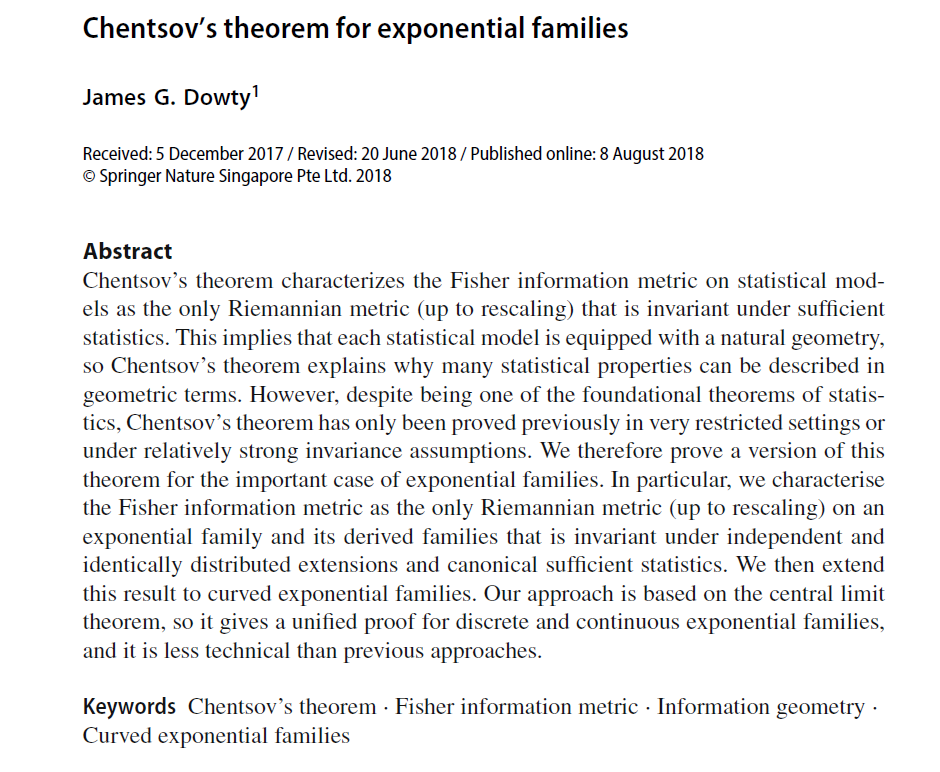 Chentsov's theorem for exponential families
James G. Dowty¹
Received: 5 December 2017 / Revised: 20 June 2018 / Published online: 8 August 2018
© Springer Nature Singapore Pte Ltd. 2018
Abstract
Chentsov's theorem characterizes the Fisher information metric on statistical mod-
els as the only Riemannian metric (up to rescaling) that is invariant under sufficient
statistics. This implies that each statistical model is equipped with a natural geometry,
so Chentsov's theorem explains why many statistical properties can be described in
geometric terms. However, despite being one of the foundational theorems of statis-
tics, Chentsov's theorem has only been proved previously in very restricted settings or
under relatively strong invariance assumptions. We therefore prove a version of this
theorem for the important case of exponential families. In particular, we characterise
the Fisher information metric as the only Riemannian metric (up to rescaling) on an
exponential family and its derived families that is invariant under independent and
identically distributed extensions and canonical sufficient statistics. We then extend
this result to curved exponential families. Our approach is based on the central limit
theorem, so it gives a unified proof for discrete and continuous exponential families,
and it is less technical than previous approaches.
Keywords Chentsov's theorem · Fisher information metric · Information geometry ·
Curved exponential families